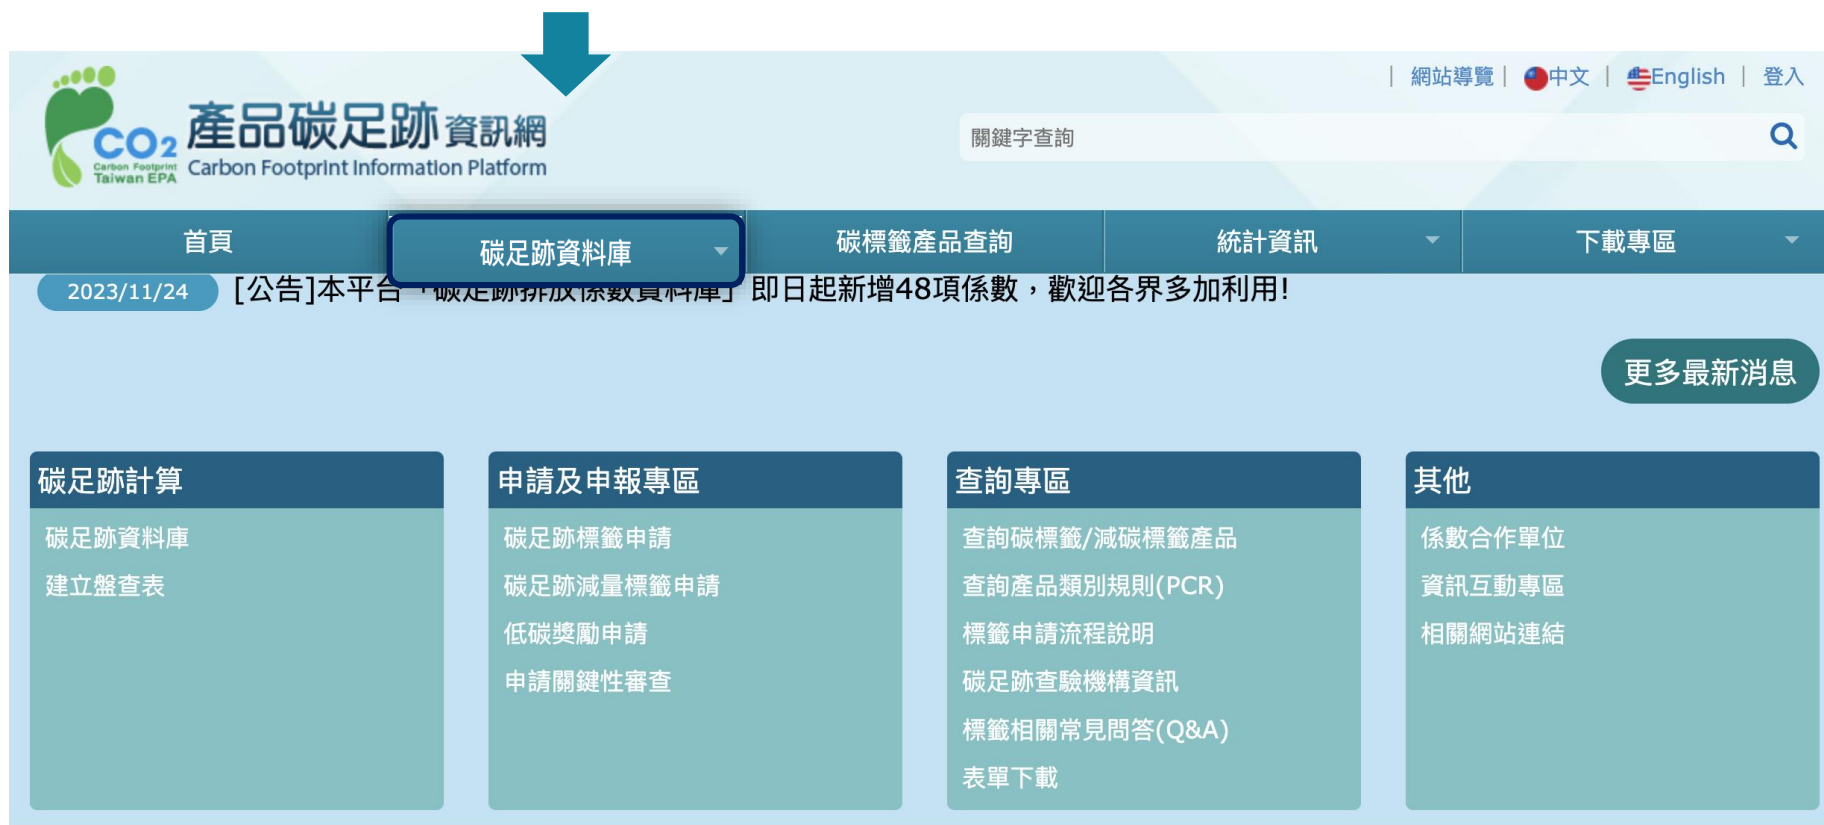 網站導覽 | 中文 | English | 登入
CO2 產品碳足跡 資訊網
Carbon Footprint
Taiwan EPA
Carbon Footprint Information Platform
關鍵字查詢
首頁 碳足跡資料庫 碳標籤產品查詢 統計資訊 下載專區
2023/11/24 [公告]本平台「碳足跡排放係數資料庫」即日起新增48項係數，歡迎各界多加利用!
更多最新消息
碳足跡計算
碳足跡資料庫
建立盤查表
申請及申報專區
碳足跡標籤申請
碳足跡減量標籤申請
低碳獎勵申請
申請關鍵性審查
查詢專區
查詢碳標籤/減碳標籤產品
查詢產品類別規則(PCR)
標籤申請流程說明
碳足跡查驗機構資訊
標籤相關常見問答(Q&A)
表單下載
其他
係數合作單位
資訊互動專區
相關網站連結